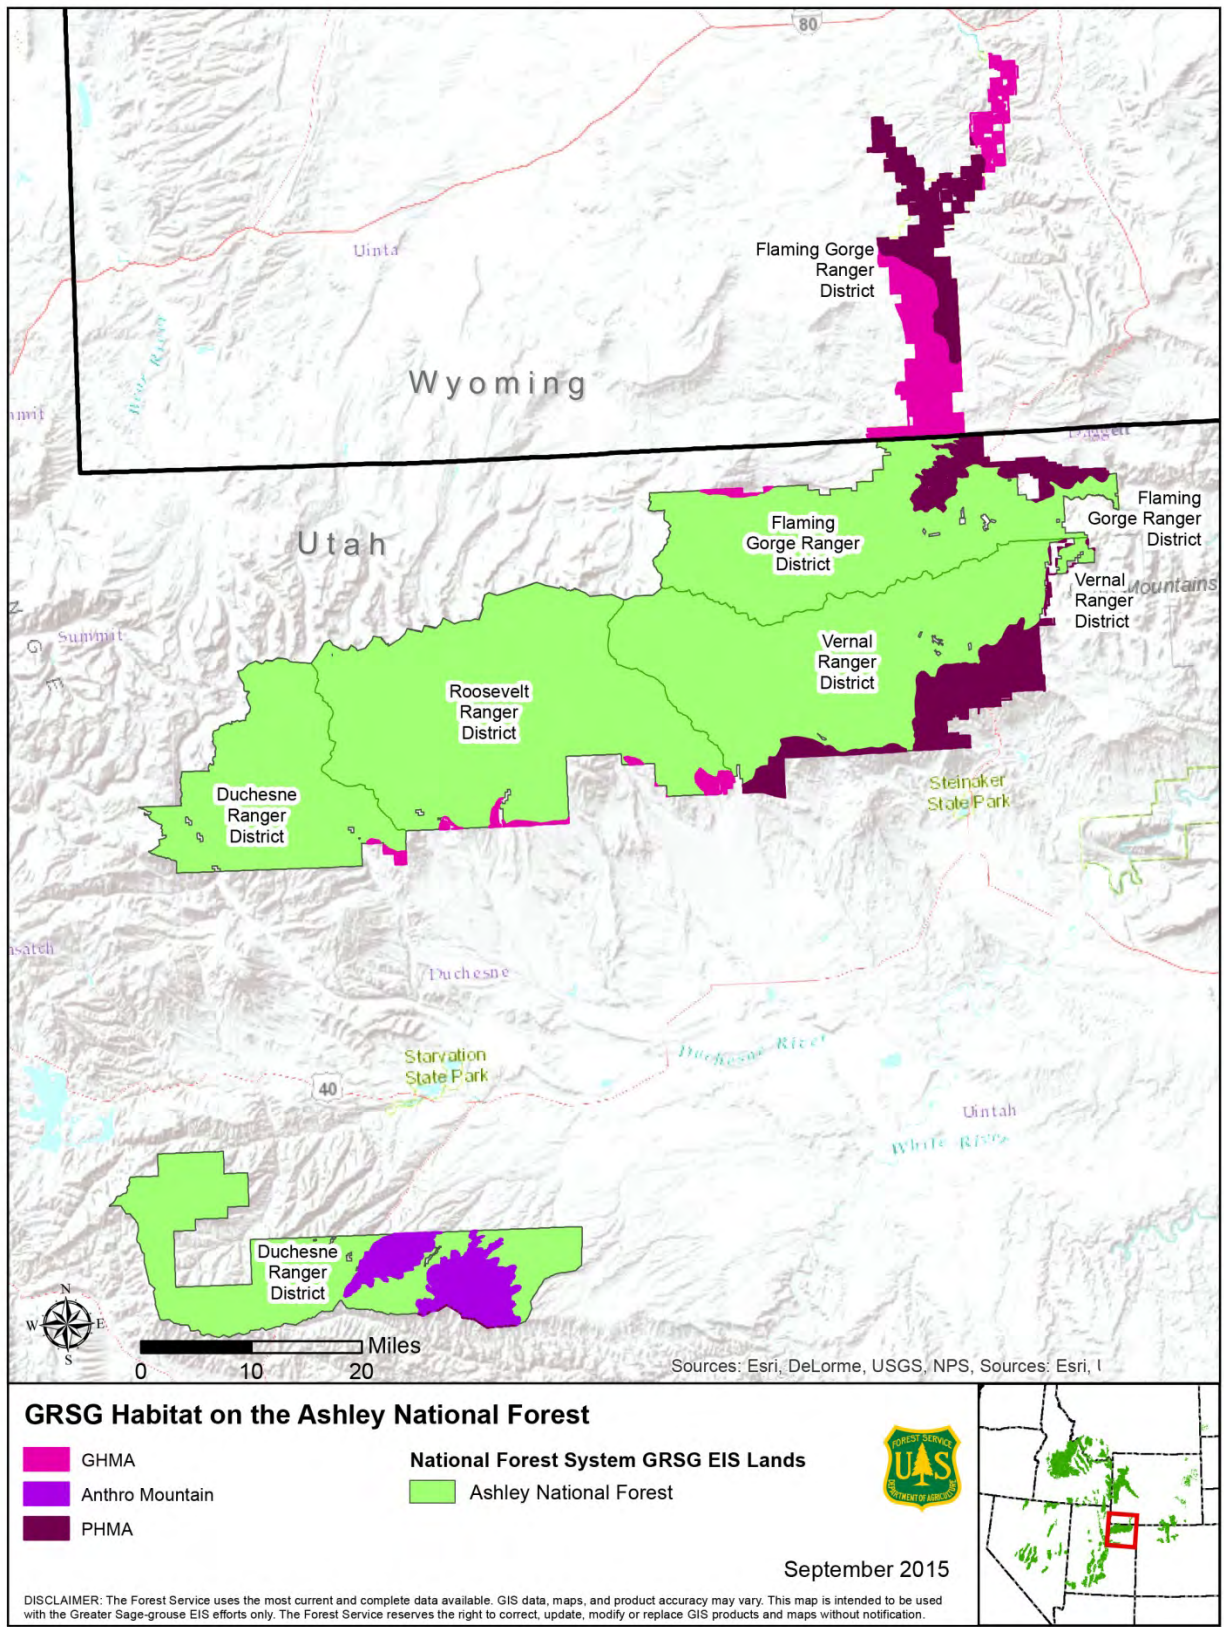 80
Uinta
Flaming Gorge
Ranger
District
Bear River
Wyoming
Daggett
Utah
Flaming
Gorge Ranger
District
Flaming
Gorge Ranger
District
Vernal
Ranger
District
Mountains
Summit
Vernal
Ranger
District
Roosevelt
Ranger
District
Duchesne
Ranger
District
Steinaker
State Park
Duchesne
Duchesne River
Starvation
State Park
40
Uintah
White River
Duchesne
Ranger
District
N
W E
S
Miles
0 10 20
Sources: Esri, DeLorme, USGS, NPS, Sources: Esri,
GRSG Habitat on the Ashley National Forest
GHMA
Anthro Mountain
PHMA
National Forest System GRSG EIS Lands
Ashley National Forest
FOREST SERVICE
U S
DEPARTMENT OF AGRICULTURE
September 2015
DISCLAIMER: The Forest Service uses the most current and complete data available. GIS data, maps, and product accuracy may vary. This map is intended to be used
with the Greater Sage-grouse EIS efforts only. The Forest Service reserves the right to correct, update, modify or replace GIS products and maps without notification.